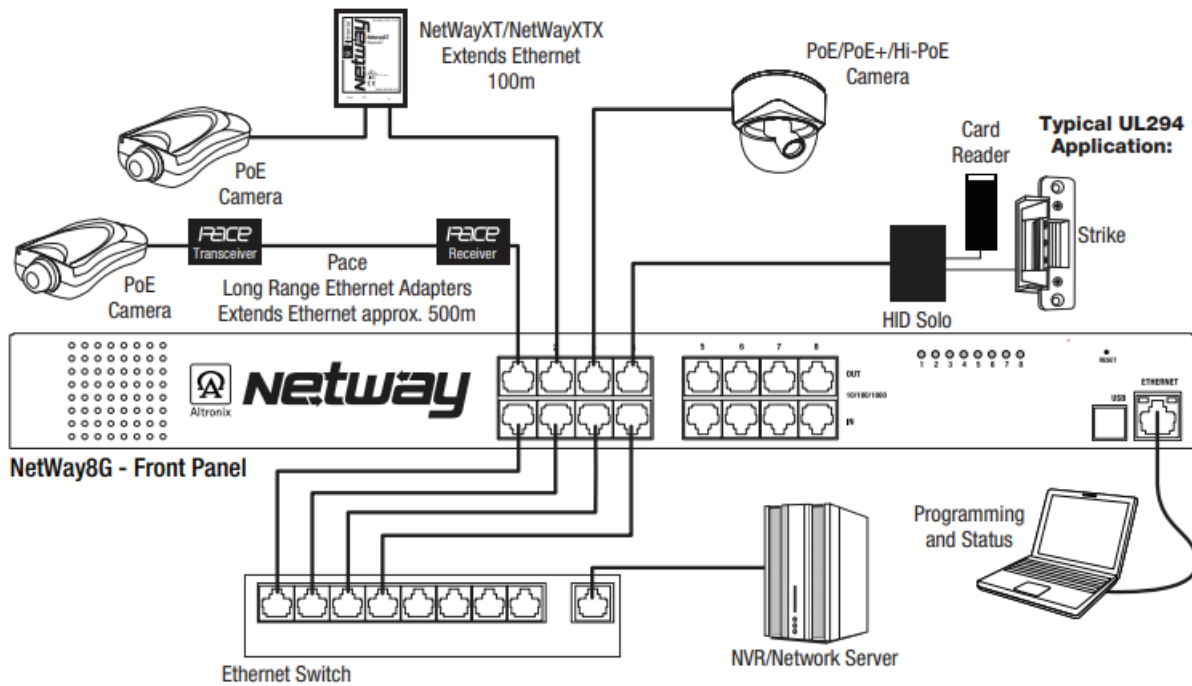 NetWayXT/NetWayXTX
Extends Ethernet
100m
PoE/PoE+/Hi-PoE
Camera
Card
Reader
Typical UL294
Application:
PoE
Camera
PACE
Transceiver
PACE
Receiver
Strike
PoE
Camera
Pace
Long Range Ethernet Adapters
Extends Ethernet approx. 500m
HID Solo
2
5 6 7 8
OUT
10/100/1000
IN
1 2 3 4 5 6 7 8
RESET
ETHERNET
USB
Altronix
Netway
NetWay8G - Front Panel
Programming
and Status
NVR/Network Server
Ethernet Switch
NetWay
NetWayXT